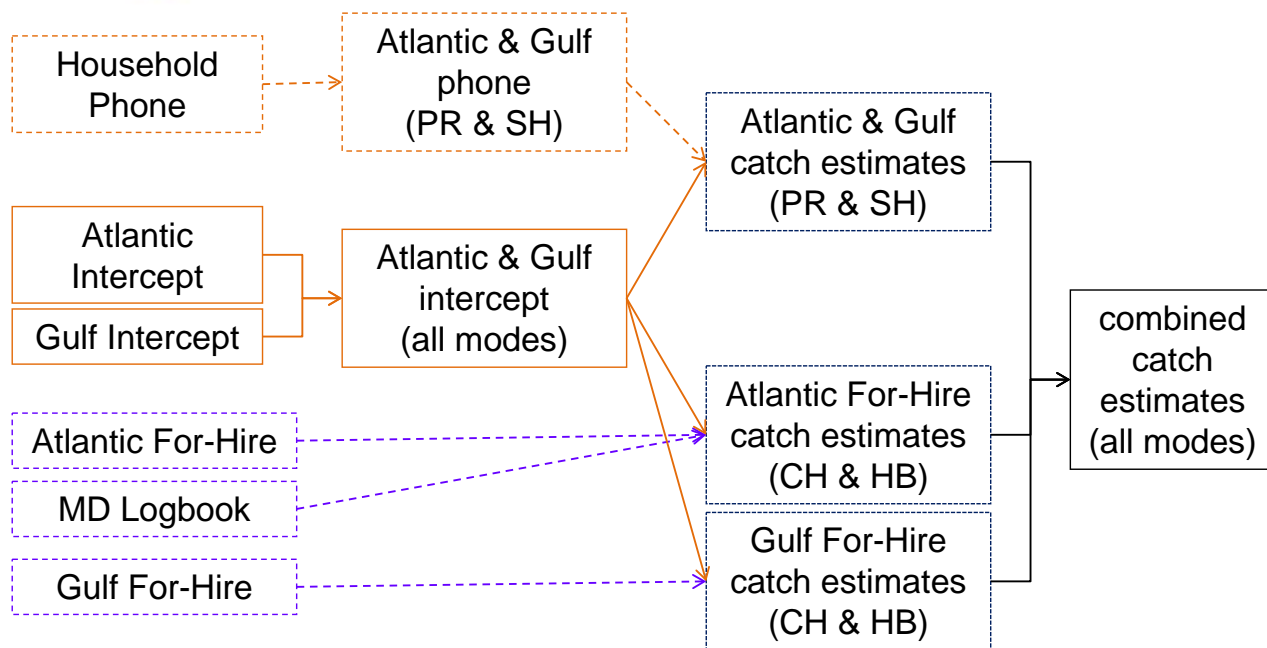 Household
Phone
Atlantic & Gulf
phone
(PR & SH)
Atlantic & Gulf
catch estimates
(PR & SH)
Atlantic
Intercept
Gulf Intercept
Atlantic & Gulf
intercept
(all modes)
combined
catch
estimates
(all modes)
Atlantic For-Hire
MD Logbook
Gulf For-Hire
Atlantic For-Hire
catch estimates
(CH & HB)
Gulf For-Hire
catch estimates
(CH & HB)